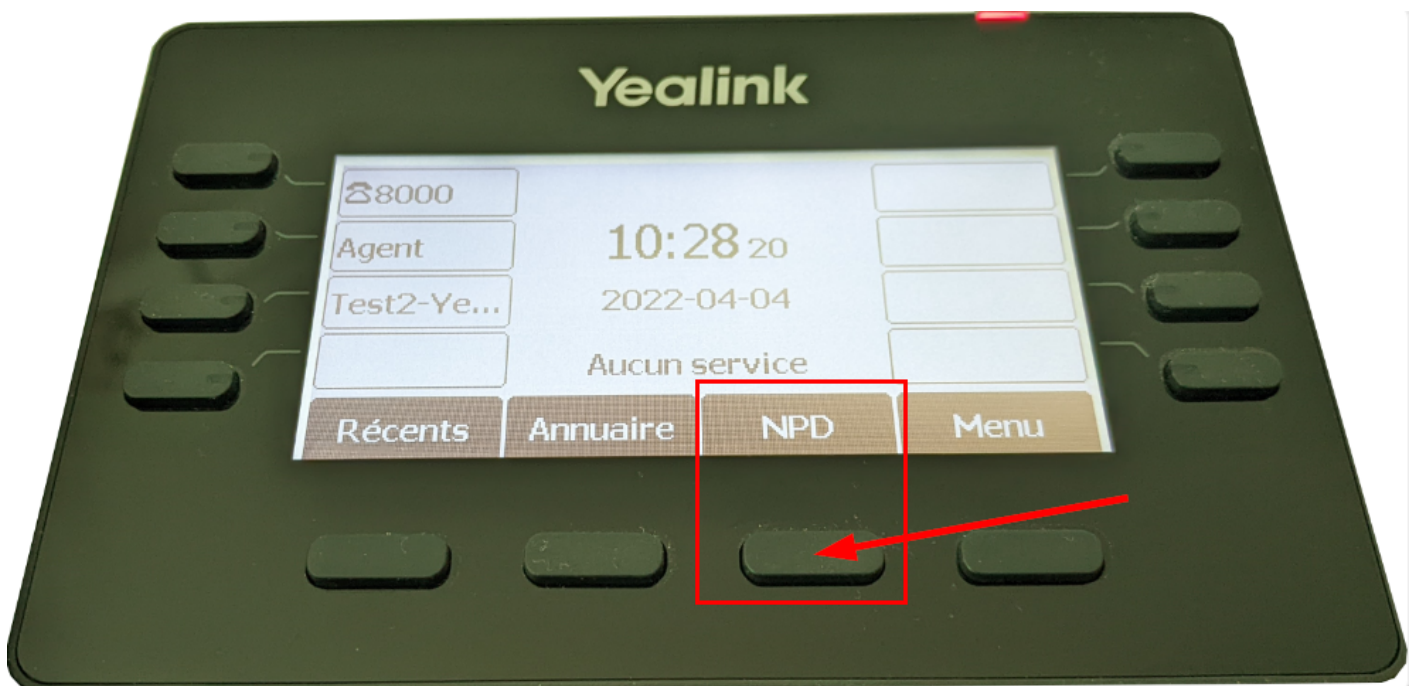 Yealink
8000
Agent
10:28 20
Test2-Ye...
2022-04-04
Aucun service
Récents
Annuaire
NPD
Menu